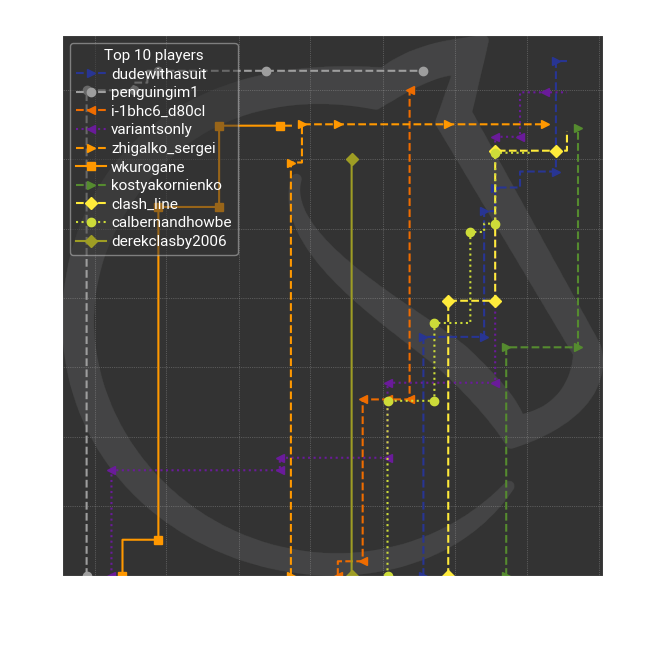 Top 10 players
dudewithasuit
penguingim1
i-1bhc6_d80cl
variantsonly
zhigalko_sergei
wkurogane
kostyakornienko
clash_line
calbernandhowbe
derekclasby2006